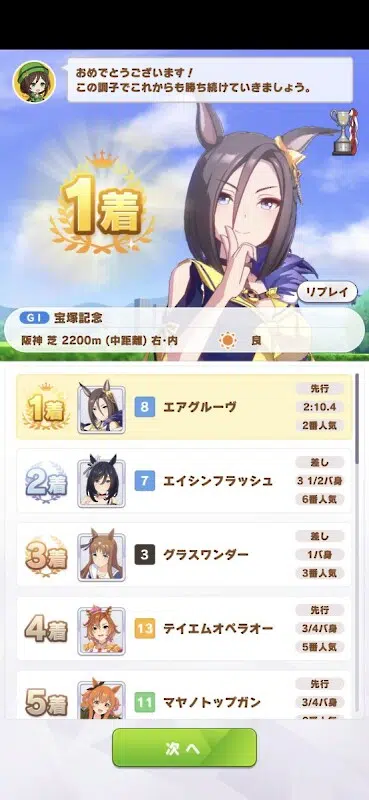 おめでとうございます！
この調子でこれからも勝ち続けていきましょう。
1着
リプレイ
GⅠ 宝塚記念
阪神 芝 2200m (中距離) 右・内 良
1着 8 エアグルーヴ
先行
2:10.4
2番人気
2着 7 エイシンフラッシュ
差し
3 1/2バ身
6番人気
3着 3 グラスワンダー
差し
1バ身
3番人気
4着 13 テイエムオペラオー
先行
3/4バ身
5番人気
5着 11 マヤノトップガン
先行
3/4バ身
次へ